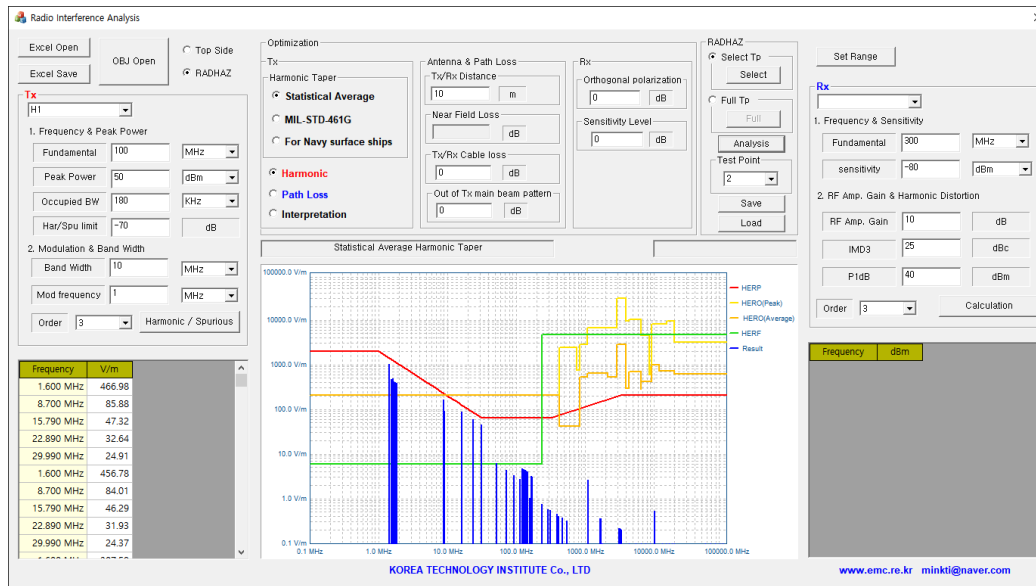 Radio Interference Analysis
Excel Open
Excel Save
OBJ Open
Top Side
RADHAZ
Tx
H1
1. Frequency & Peak Power
Fundamental 100 MHz
Peak Power 50 dBm
Occupied BW 180 KHz
Har/Spu limit -70 dB
2. Modulation & Band Width
Band Width 10 MHz
Mod frequency 1 MHz
Order 3 Harmonic / Spurious
Frequency V/m
1.600 MHz 466.98
8.700 MHz 85.88
15.790 MHz 47.32
22.890 MHz 32.64
29.990 MHz 24.91
1.600 MHz 456.78
8.700 MHz 84.01
15.790 MHz 46.29
22.890 MHz 31.93
29.990 MHz 24.37
Optimization
Tx
Harmonic Taper
Statistical Average
MIL-STD-461G
For Navy surface ships
Harmonic
Path Loss
Interpretation
Antenna & Path Loss
Tx/Rx Distance
10 m
Near Field Loss
dB
Tx/Rx Cable loss
0 dB
Out of Tx main beam pattern
0 dB
Rx
Orthogonal polarization
0 dB
Sensitivity Level
0 dB
RADHAZ
Select Tp
Select
Full Tp
Full
Analysis
Test Point
2
Save
Load
Statistical Average Harmonic Taper
100000.0 V/m
10000.0 V/m
1000.0 V/m
100.0 V/m
10.0 V/m
1.0 V/m
0.1 V/m
0.1 MHz 1.0 MHz 10.0 MHz 100.0 MHz 1000.0 MHz 10000.0 MHz 100000.0 MHz
HERP
HERO(Peak)
HERO(Average)
HERF
Result
Set Range
Rx
1. Frequency & Sensitivity
Fundamental 300 MHz
sensitivity -80 dBm
2. RF Amp. Gain & Harmonic Distortion
RF Amp. Gain 10 dB
IMD3 25 dBc
P1dB 40 dBm
Order 3 Calculation
Frequency dBm
KOREA TECHNOLOGY INSTITUTE Co., LTD
www.emc.re.kr minkti@naver.com